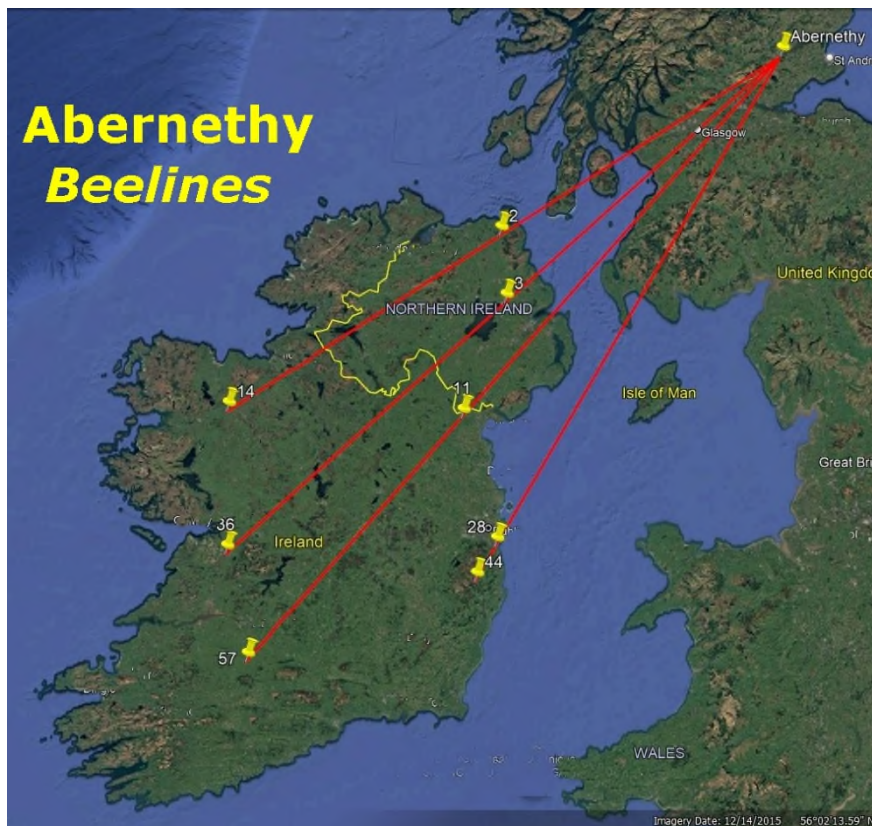 Abernethy
St Andr
Abernethy
Beelines
Glasgow
2
United Kingdo
3
NORTHERN IRELAND
14
11
Isle of Man
Great Bri
36
28
Ireland
44
57
WALES
Imagery Date: 12/14/2015 56°02'13.59" N